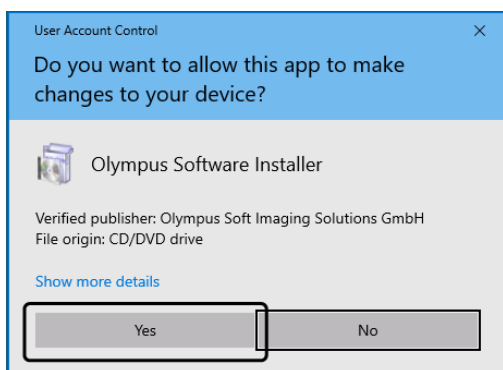 User Account Control
Do you want to allow this app to make
changes to your device?
Olympus Software Installer
Verified publisher: Olympus Soft Imaging Solutions GmbH
File origin: CD/DVD drive
Show more details
Yes
No